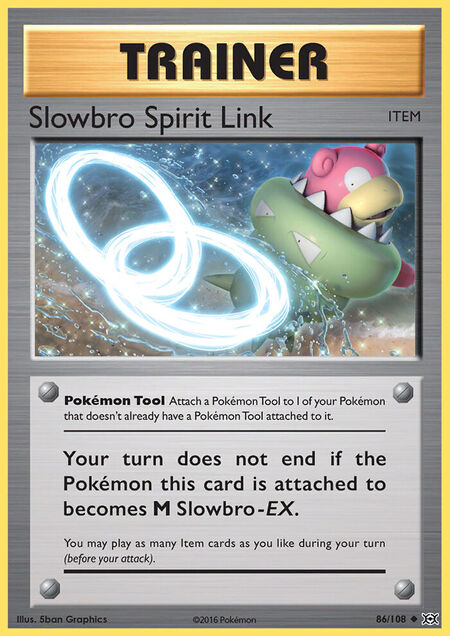 TRAINER
Slowbro Spirit Link
ITEM
Pokémon Tool Attach a Pokémon Tool to 1 of your Pokémon
that doesn't already have a Pokémon Tool attached to it.
Your turn does not end if the
Pokémon this card is attached to
becomes M Slowbro-EX.
You may play as many Item cards as you like during your turn
(before your attack).
Illus. 5ban Graphics
©2016 Pokémon
86/108